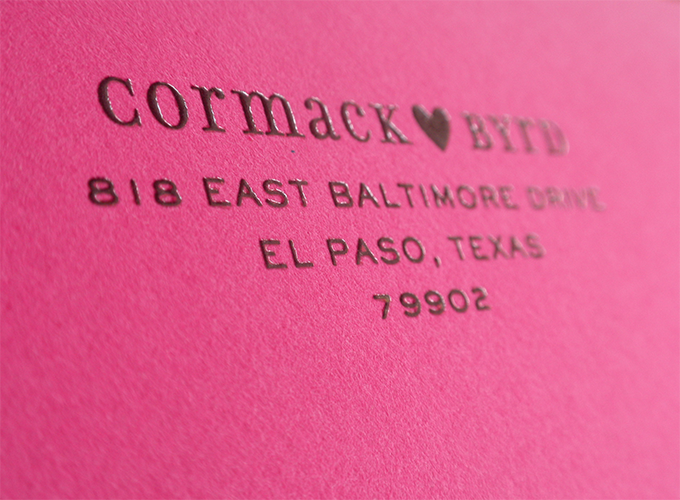 cormack♥BYRD
818 EAST BALTIMORE DRIVE
EL PASO, TEXAS
79902